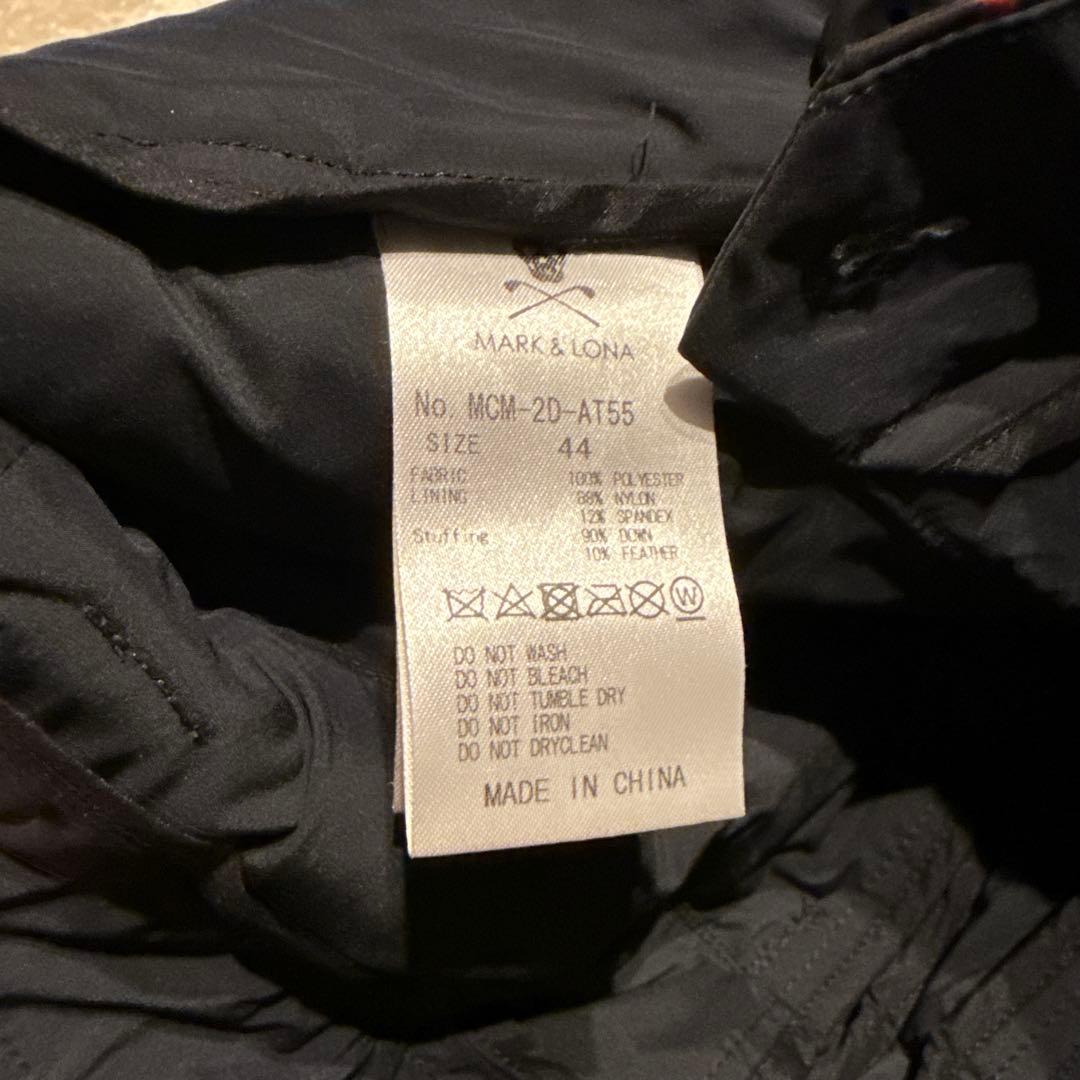 MARK & LONA
No. MCM-2D-AT55
SIZE 44
FABRIC 100% POLYESTER
LINING 88% NYLON
12% SPANDEX
Stuffing 90% DOWN
10% FEATHER
W
DO NOT WASH
DO NOT BLEACH
DO NOT TUMBLE DRY
DO NOT IRON
DO NOT DRYCLEAN
MADE IN CHINA